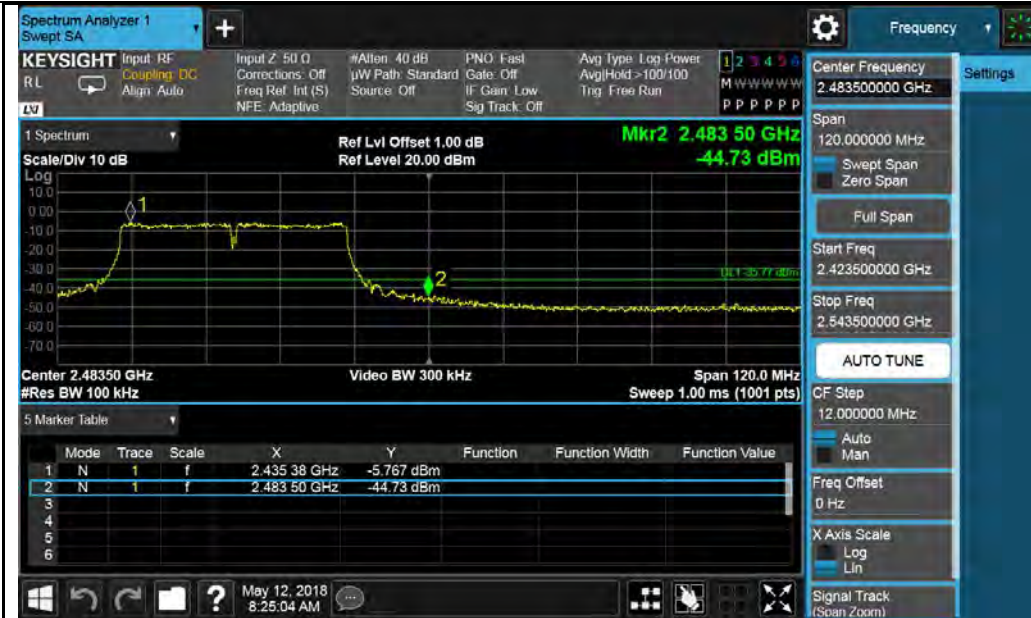 Spectrum Analyzer 1
Swept SA
+
Frequency
KEYSIGHT
RL
LXI
Input: RF
Coupling: DC
Align: Auto
Input Z: 50 Ω
Corrections: Off
Freq Ref: Int (S)
NFE: Adaptive
#Atten: 40 dB
µW Path: Standard
Source: Off
PNO: Fast
Gate: Off
IF Gain: Low
Sig Track: Off
Avg Type: Log-Power
Avg|Hold:>100/100
Trig: Free Run
1 2 3 4 5 6
M W W W W W
P P P P P P
Center Frequency
2.483500000 GHz
Settings
1 Spectrum
Scale/Div 10 dB
Ref Lvl Offset 1.00 dB
Ref Level 20.00 dBm
Mkr2 2.483 50 GHz
-44.73 dBm
Span
120.000000 MHz
Swept Span
Zero Span
Full Span
Start Freq
2.423500000 GHz
Stop Freq
2.543500000 GHz
AUTO TUNE
CF Step
12.000000 MHz
Auto
Man
Freq Offset
0 Hz
X Axis Scale
Log
Lin
Signal Track
(Span Zoom)
Log
10.0
0.00
-10.0
-20.0
-30.0
-40.0
-50.0
-60.0
-70.0
1
2
DL1 -35.77 dBm
Center 2.48350 GHz
#Res BW 100 kHz
Video BW 300 kHz
Span 120.0 MHz
Sweep 1.00 ms (1001 pts)
5 Marker Table
Mode Trace Scale X Y Function Function Width Function Value
1 N 1 f 2.435 38 GHz -5.767 dBm
2 N 1 f 2.483 50 GHz -44.73 dBm
3
4
5
6
?
May 12, 2018
8:25:04 AM